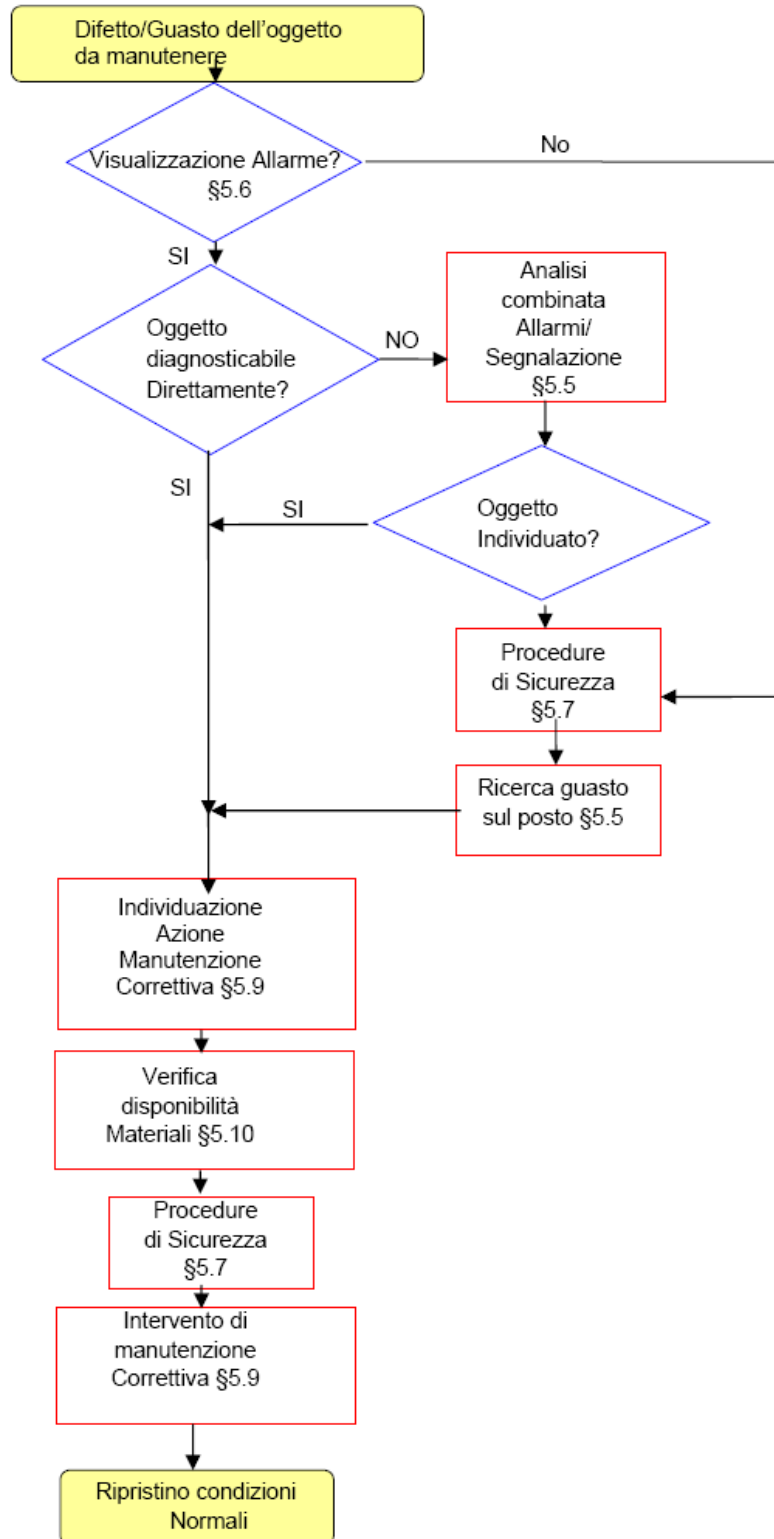 Difetto/Guasto dell'oggetto
da manutenere
Visualizzazione Allarme?
§5.6
No
SI
Oggetto
diagnosticabile
Direttamente?
NO
Analisi
combinata
Allarmi/
Segnalazione
§5.5
SI
SI
Oggetto
Individuato?
Procedure
di Sicurezza
§5.7
Ricerca guasto
sul posto §5.5
Individuazione
Azione
Manutenzione
Correttiva §5.9
Verifica
disponibilità
Materiali §5.10
Procedure
di Sicurezza
§5.7
Intervento di
manutenzione
Correttiva §5.9
Ripristino condizioni
Normali